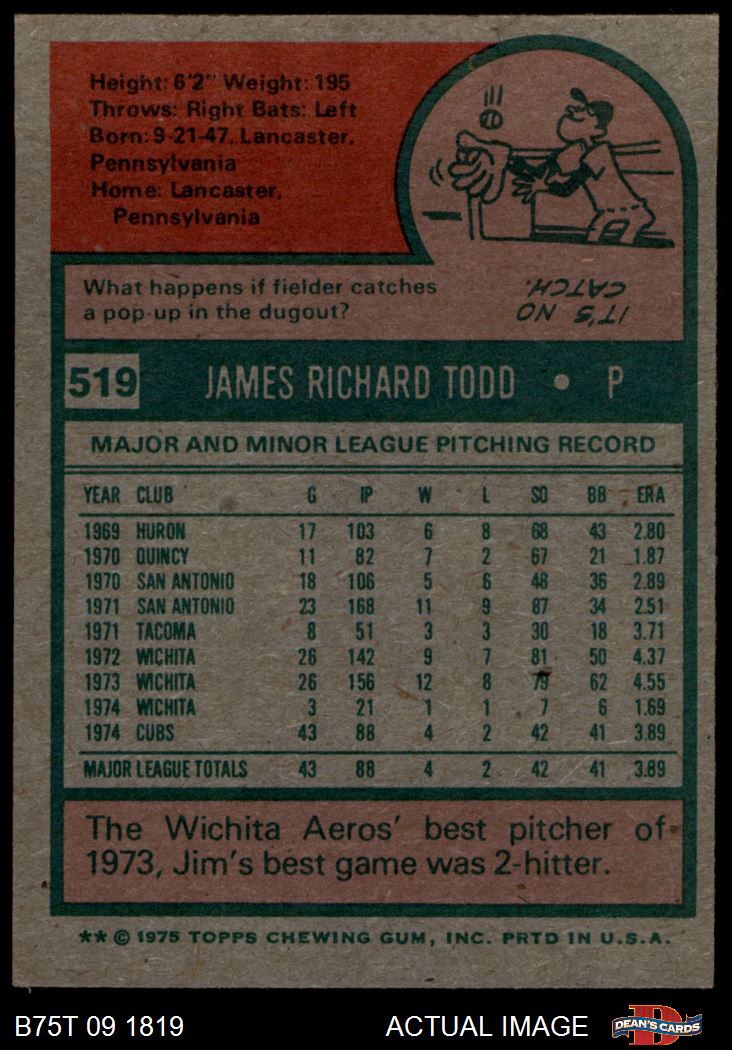 Height: 6'2" Weight: 195
Throws: Right Bats: Left
Born: 9-21-47, Lancaster,
Pennsylvania
Home: Lancaster,
Pennsylvania
What happens if fielder catches
a pop-up in the dugout?
IT'S NO
CATCH.
519 JAMES RICHARD TODD • P
MAJOR AND MINOR LEAGUE PITCHING RECORD
YEAR CLUB G IP W L SO BB ERA
1969 HURON 17 103 6 8 68 43 2.80
1970 QUINCY 11 82 7 2 67 21 1.87
1970 SAN ANTONIO 18 106 5 6 48 36 2.89
1971 SAN ANTONIO 23 168 11 9 87 34 2.51
1971 TACOMA 8 51 3 3 30 18 3.71
1972 WICHITA 26 142 9 7 81 50 4.37
1973 WICHITA 26 156 12 8 79 62 4.55
1974 WICHITA 3 21 1 1 7 6 1.69
1974 CUBS 43 88 4 2 42 41 3.89
MAJOR LEAGUE TOTALS 43 88 4 2 42 41 3.89
The Wichita Aeros' best pitcher of
1973, Jim's best game was 2-hitter.
** © 1975 TOPPS CHEWING GUM, INC. PRTD IN U.S.A.
B75T 09 1819 ACTUAL IMAGE D DEAN'S CARDS